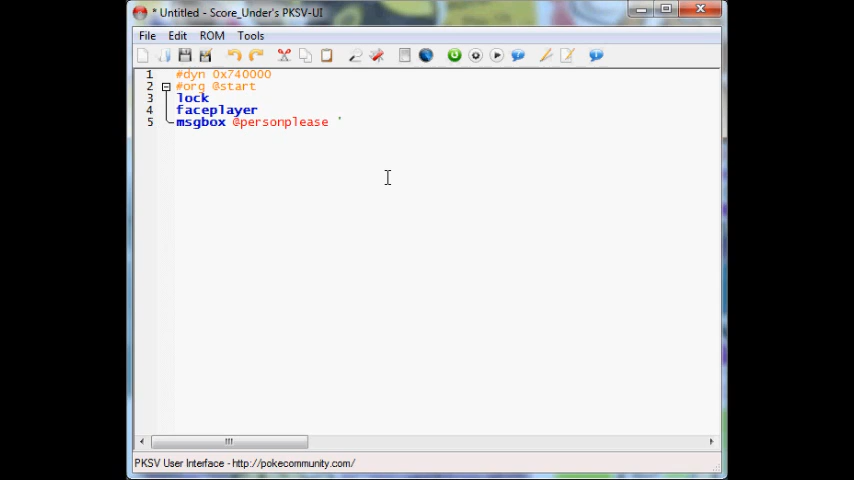 * Untitled - Score_Under's PKSV-UI
File Edit ROM Tools
1 #dyn 0x740000
2 #org @start
3 lock
4 faceplayer
5 msgbox @personplease '
PKSV User Interface - http://pokecommunity.com/